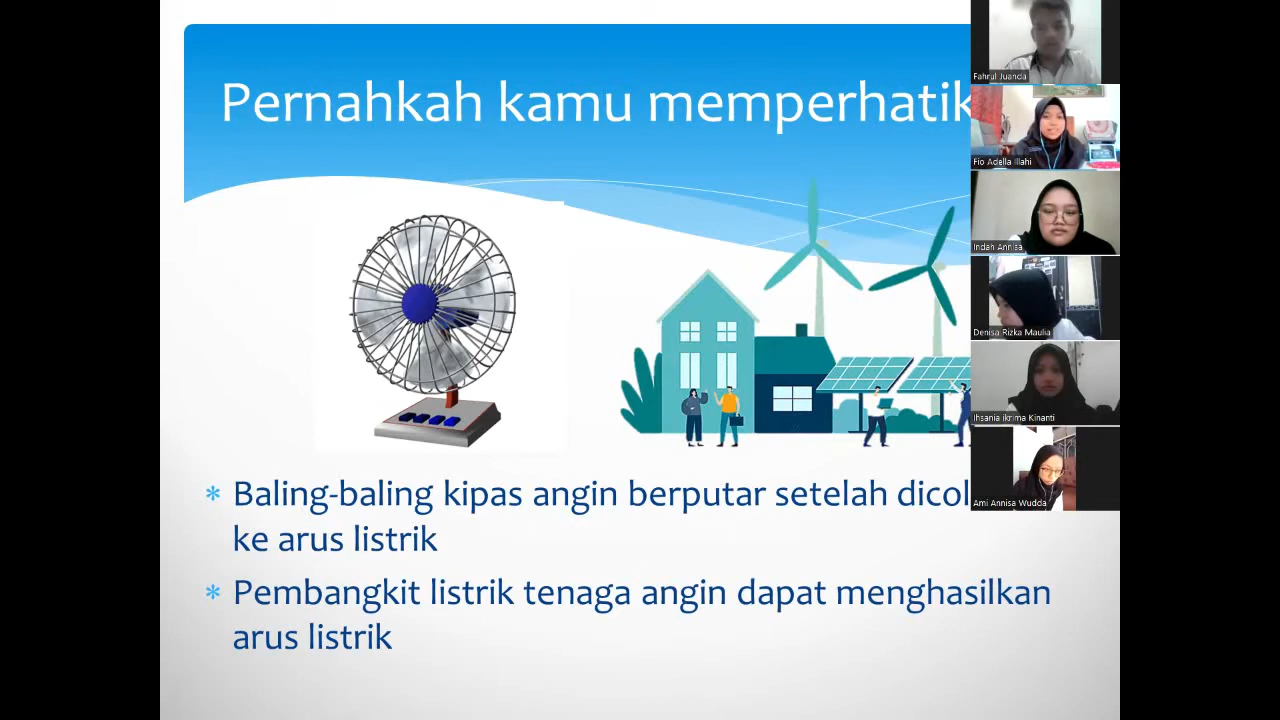 Pernahkah kamu memperhatik
* Baling-baling kipas angin berputar setelah dicol
ke arus listrik
* Pembangkit listrik tenaga angin dapat menghasilkan
arus listrik
Fahrul Juanda
Fio Adella Illahi
Indah Annisa
Denisa Rizka Maulia
Ihsania ikrima Kinanti
Ami Annisa Wudda